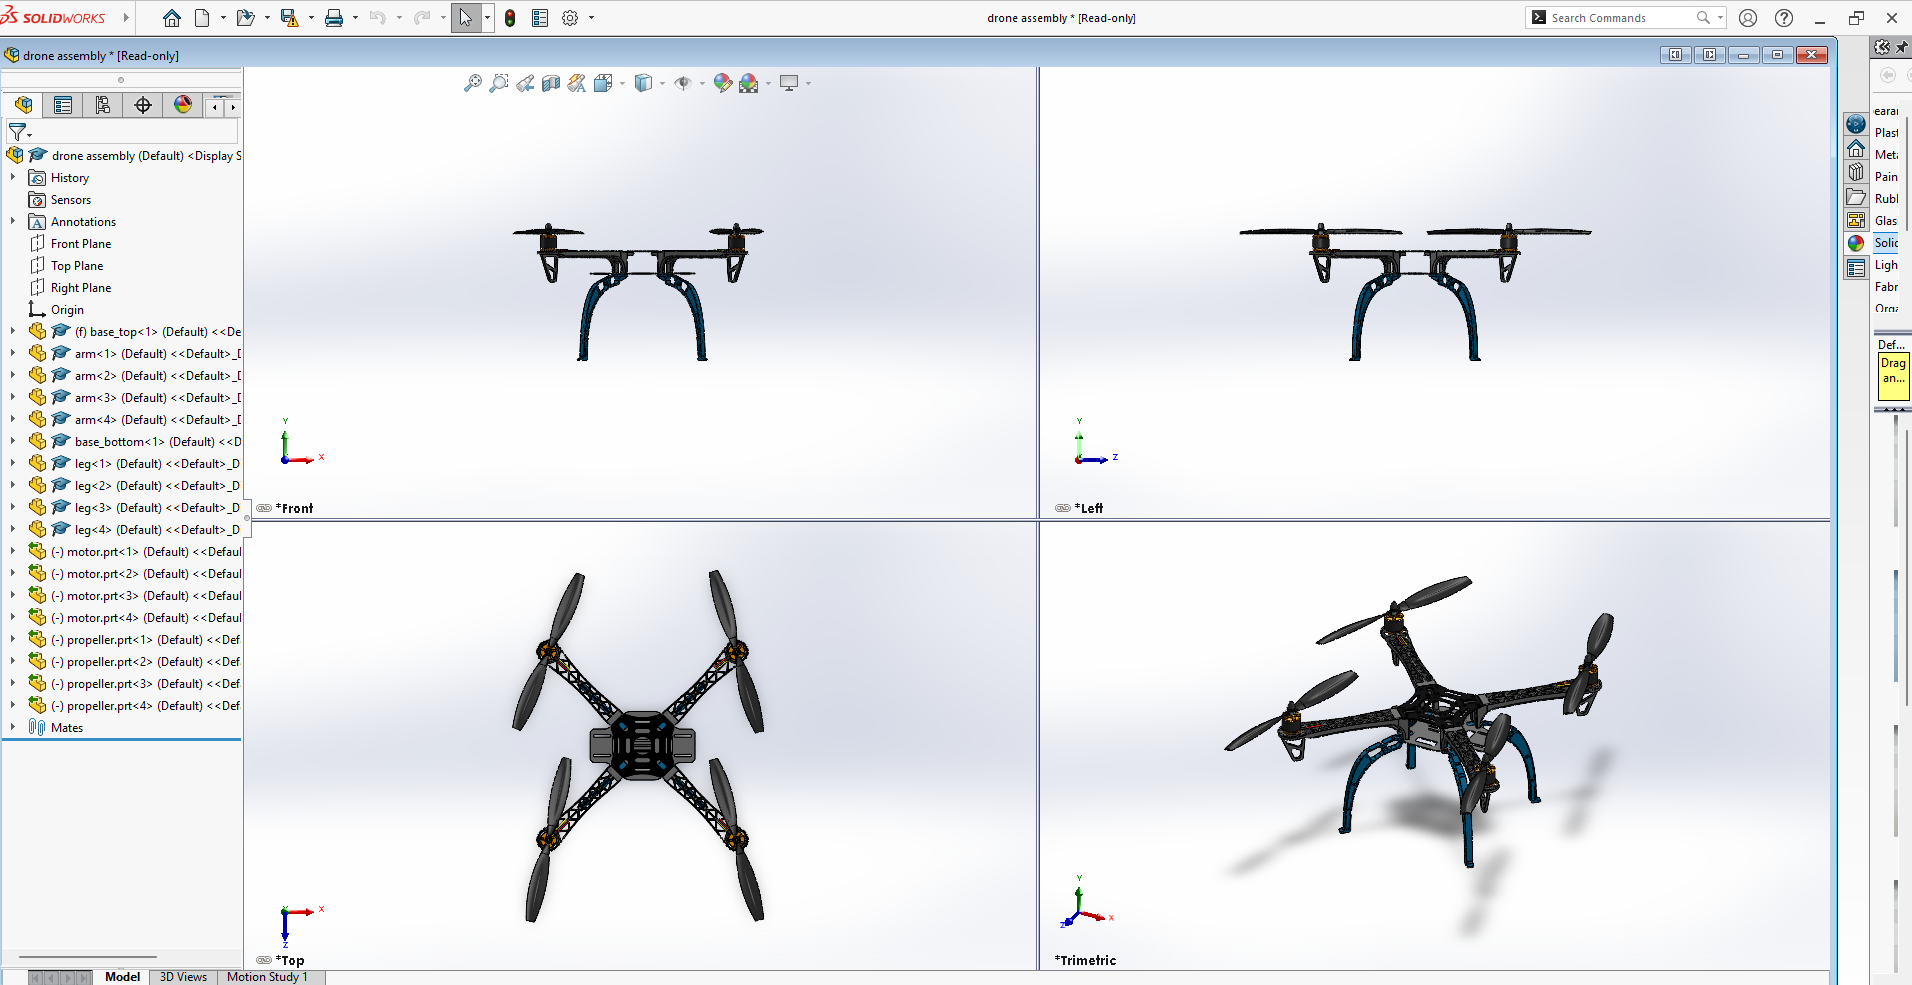 SOLIDWORKS
drone assembly * [Read-only]
Search Commands
drone assembly * [Read-only]
drone assembly (Default) <Display S
History
Sensors
Annotations
Front Plane
Top Plane
Right Plane
Origin
(f) base_top<1> (Default) <<De
arm<1> (Default) <<Default>_D
arm<2> (Default) <<Default>_D
arm<3> (Default) <<Default>_D
arm<4> (Default) <<Default>_D
base_bottom<1> (Default) <<D
leg<1> (Default) <<Default>_D
leg<2> (Default) <<Default>_D
leg<3> (Default) <<Default>_D
leg<4> (Default) <<Default>_D
(-) motor.prt<1> (Default) <<Defaul
(-) motor.prt<2> (Default) <<Defaul
(-) motor.prt<3> (Default) <<Defaul
(-) motor.prt<4> (Default) <<Defaul
(-) propeller.prt<1> (Default) <<Def
(-) propeller.prt<2> (Default) <<Def
(-) propeller.prt<3> (Default) <<Def
(-) propeller.prt<4> (Default) <<Def
Mates
Y
X
*Front
Y
Z
*Left
Y
X
Z
*Top
Y
X
Z
*Trimetric
earar
Plast
Meta
Pain
Rubl
Glas
Solic
Ligh
Fabr
Orga
Def...
Drag
an...
Model
3D Views
Motion Study 1